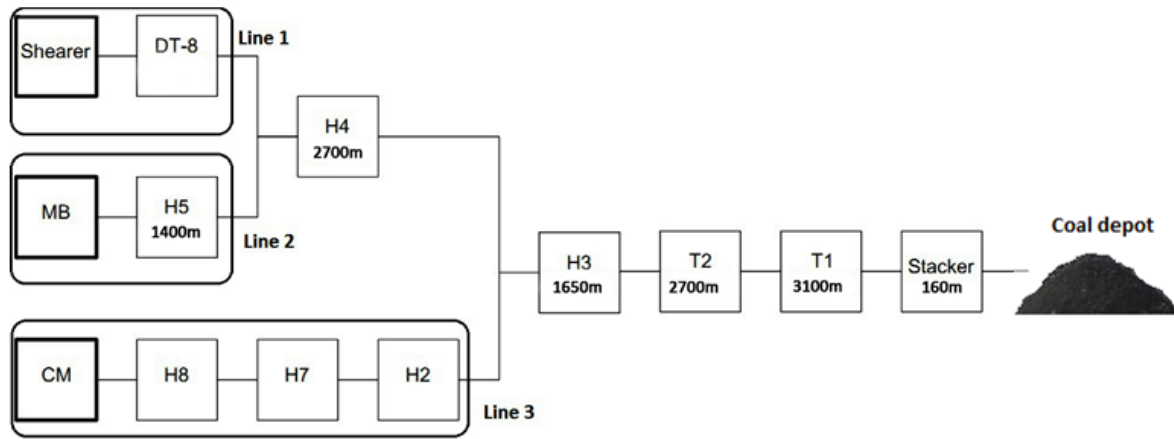 Shearer
DT-8
Line 1
H4
2700m
MB
H5
1400m
Line 2
Coal depot
H3
1650m
T2
2700m
T1
3100m
Stacker
160m
CM
H8
H7
H2
Line 3